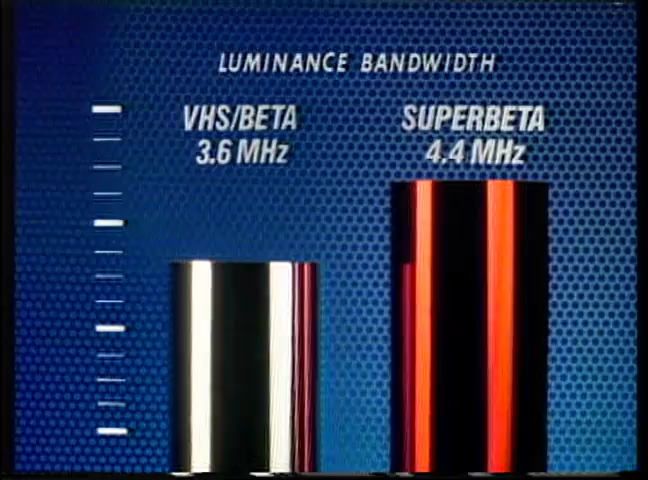 LUMINANCE BANDWIDTH
VHS/BETA
3.6 MHz
SUPERBETA
4.4 MHz